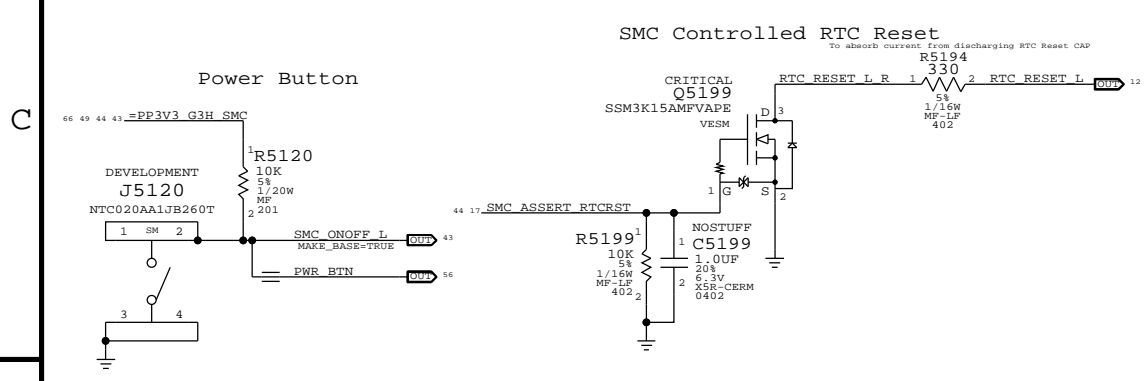 C
Power Button
66 49 44 43 =PP3V3_G3H_SMC
1
R5120
10K
5%
1/20W
MF
201
2
DEVELOPMENT
J5120
NTC020AA1JB260T
1 SM 2
SMC_ONOFF_L OUT 43
MAKE_BASE=TRUE
PWR_BTN OUT 56
3 4
SMC Controlled RTC Reset
To absorb current from discharging RTC Reset CAP
R5194
330
RTC_RESET_L_R 1 2 RTC_RESET_L OUT 12
5%
1/16W
MF-LF
402
CRITICAL
Q5199
SSM3K15AMFVAPE
VESM
D 3
1 G S
2
44 17 SMC_ASSERT_RTCRST
R5199 1
10K
5%
1/16W
MF-LF
402 2
NOSTUFF
1 C5199
1.0UF
20%
6.3V
2 X5R-CERM
0402